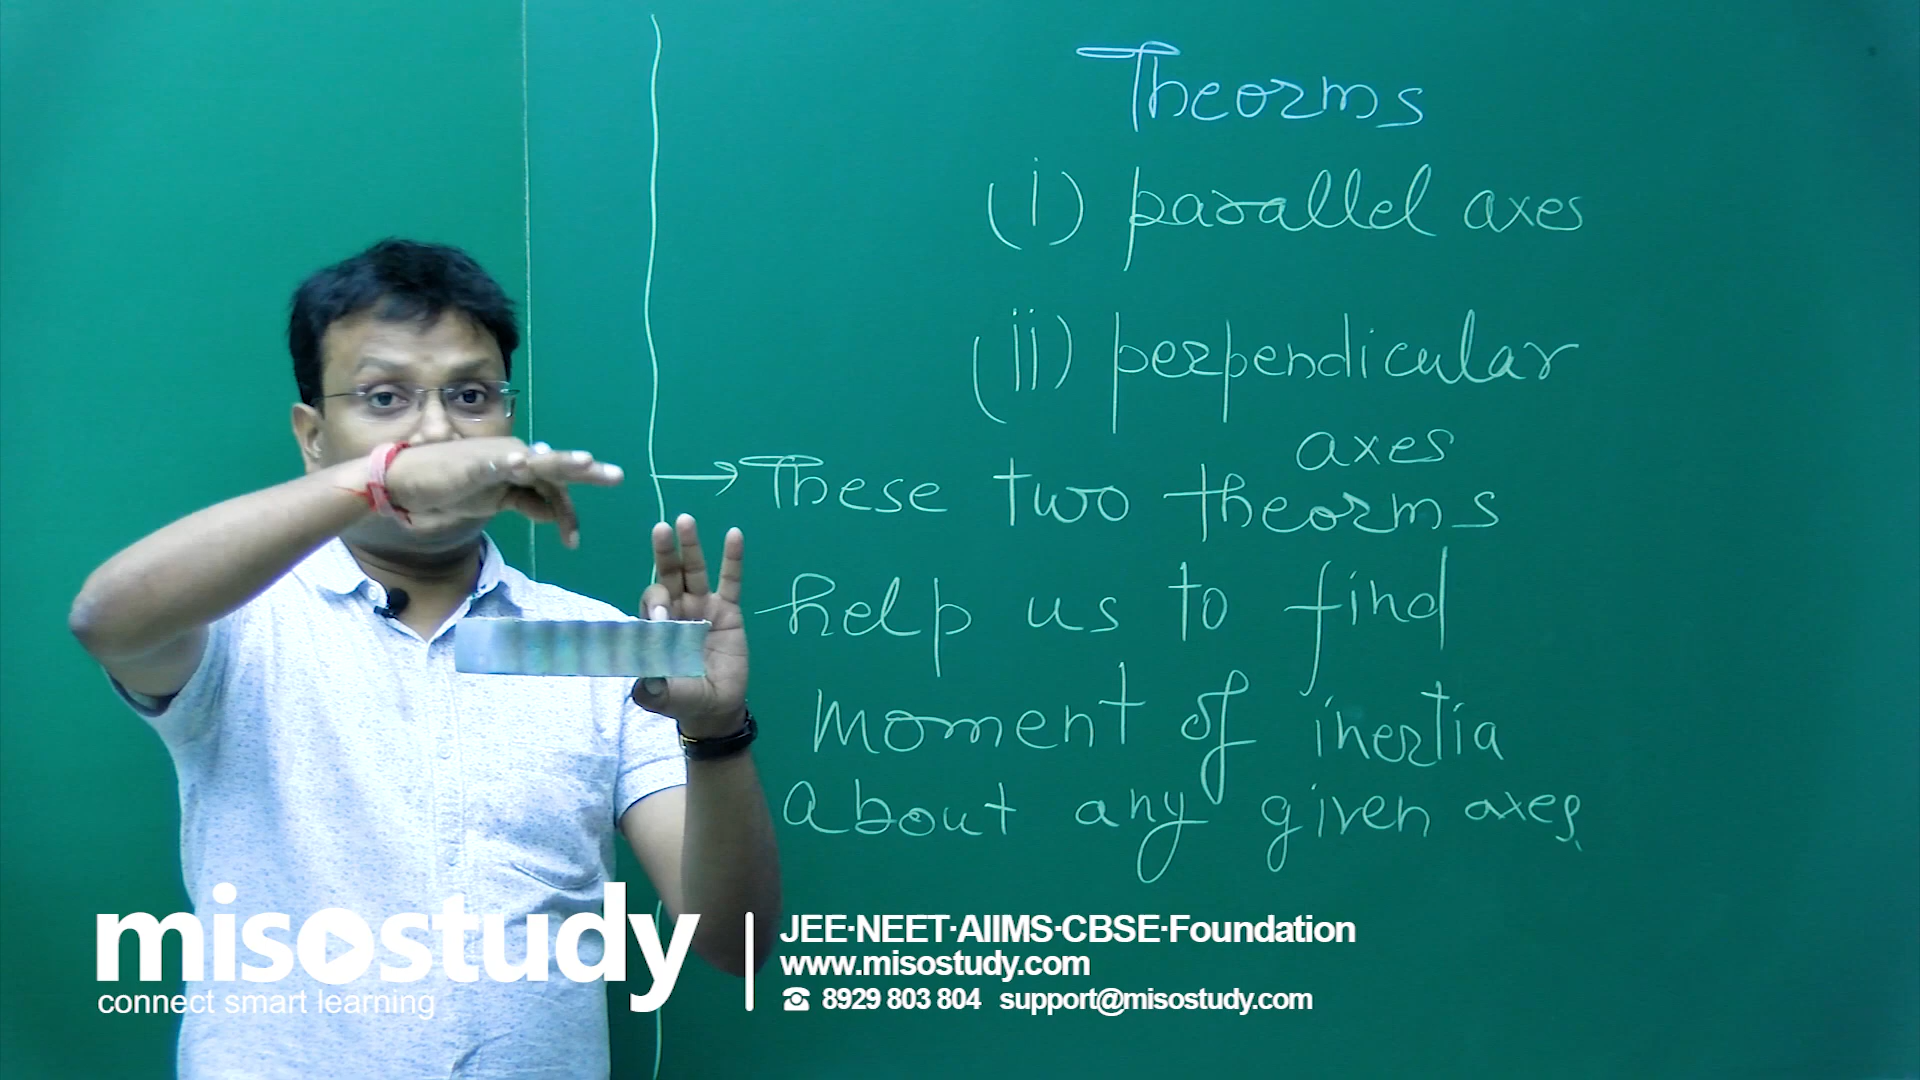 Theorms
(i) parallel axes
(ii) perpendicular
axes
→ These two theorms
help us to find
moment of inertia
About any given axes
misostudy
connect smart learning
JEE·NEET·AIIMS·CBSE·Foundation
www.misostudy.com
☎ 8929 803 804 support@misostudy.com